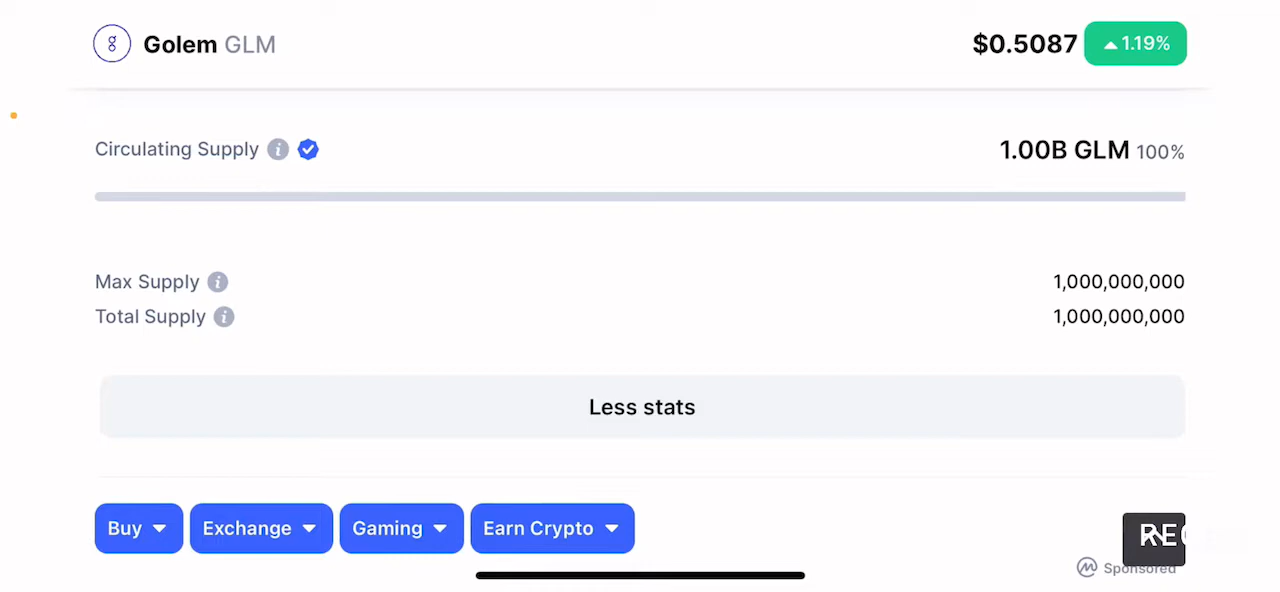 Golem GLM $0.5087 1.19%
Circulating Supply 1.00B GLM 100%
Max Supply 1,000,000,000
Total Supply 1,000,000,000
Less stats
Buy Exchange Gaming Earn Crypto
Sponsored